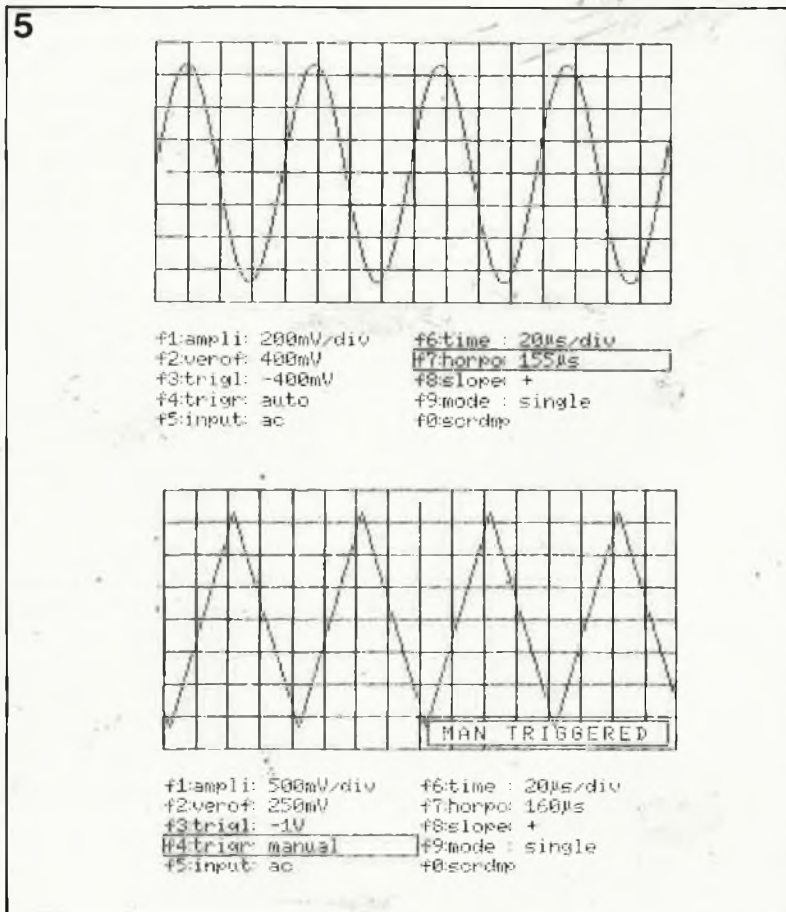 5
f1:ampli: 200mV/div
f2:verof: 400mV
f3:trigl: -400mV
f4:trigr: auto
f5:input: ac
f6:time : 20µs/div
f7:horpo: 155µs
f8:slope: +
f9:mode : single
f0:scrdmp
MAN TRIGGERED
f1:ampli: 500mV/div
f2:verof: 250mV
f3:trigl: -1V
f4:trigr: manual
f5:input: ac
f6:time : 20µs/div
f7:horpo: 160µs
f8:slope: +
f9:mode : single
f0:scrdmp